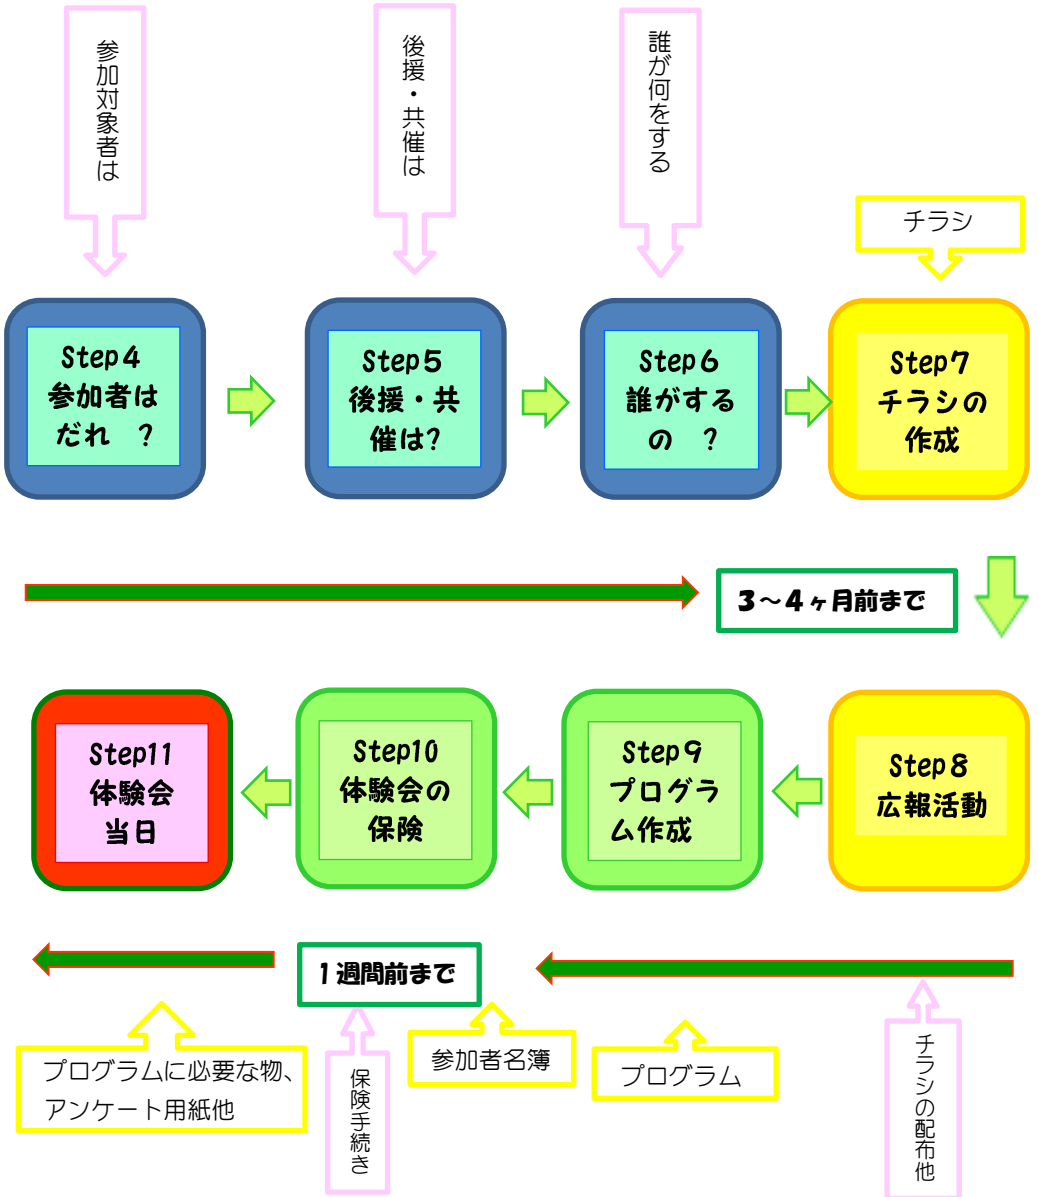 参加対象者は
後援・共催は
誰が何をする
チラシ
Step4
参加者は
だれ　?
Step5
後援・共
催は?
Step6
誰がする
の　?
Step7
チラシの
作成
3～4ヶ月前まで
Step11
体験会
当日
Step10
体験会の
保険
Step9
プログラ
ム作成
Step8
広報活動
1週間前まで
プログラムに必要な物、
アンケート用紙他
保険手続き
参加者名簿
プログラム
チラシの配布他